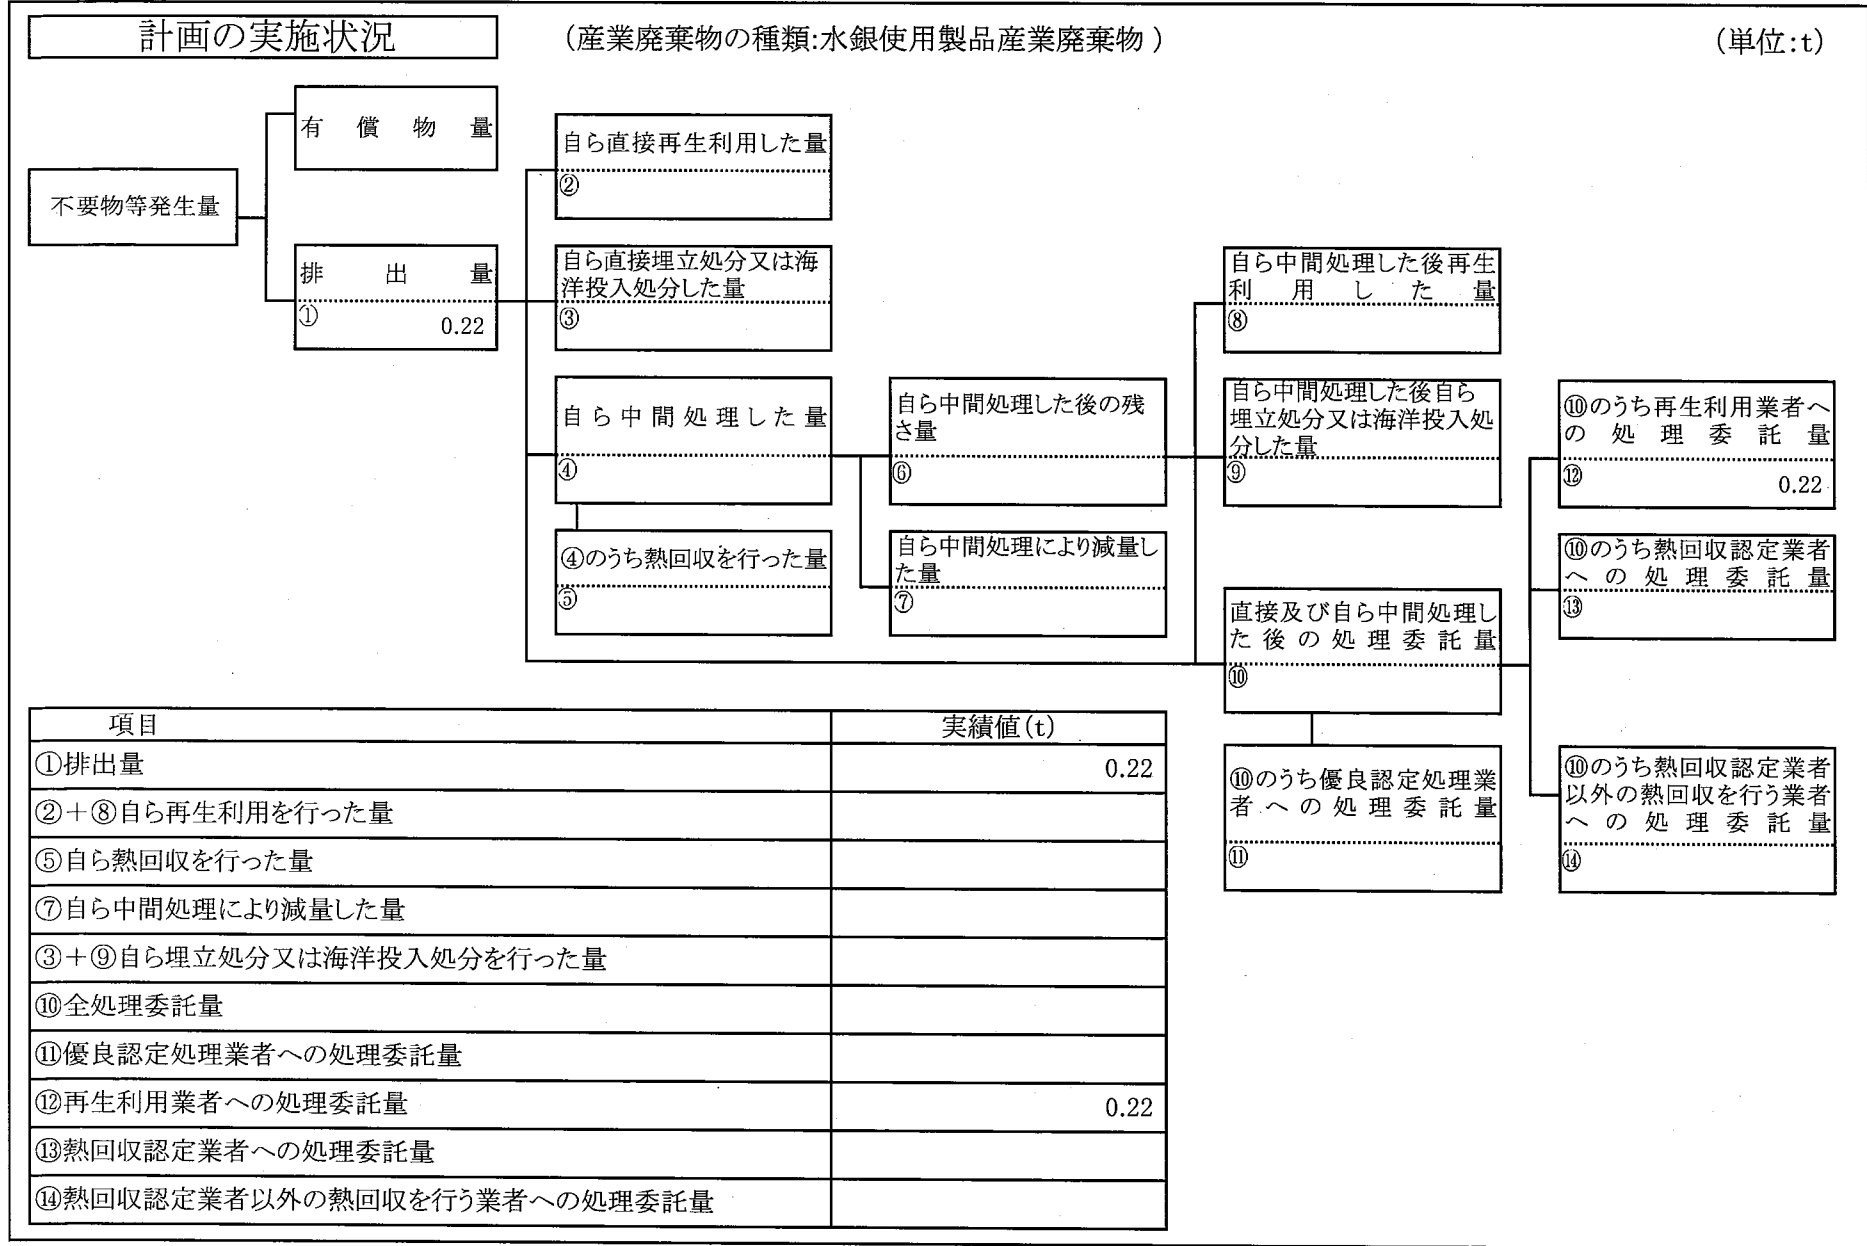 計画の実施状況
（産業廃棄物の種類:水銀使用製品産業廃棄物 ）
（単位:t）
不要物等発生量
有償物量
排出量
①
0.22
自ら直接再生利用した量
②
自ら直接埋立処分又は海
洋投入処分した量
③
自ら中間処理した量
④
④のうち熱回収を行った量
⑤
自ら中間処理した後の残
さ量
⑥
自ら中間処理により減量し
た量
⑦
自ら中間処理した後再生
利用した量
⑧
自ら中間処理した後自ら
埋立処分又は海洋投入処
分した量
⑨
直接及び自ら中間処理し
た後の処理委託量
⑩
⑩のうち優良認定処理業
者への処理委託量
⑪
⑩のうち再生利用業者へ
の処理委託量
⑫
0.22
⑩のうち熱回収認定業者
への処理委託量
⑬
⑩のうち熱回収認定業者
以外の熱回収を行う業者
への処理委託量
⑭
項目 実績値(t)
①排出量 0.22
②＋⑧自ら再生利用を行った量
⑤自ら熱回収を行った量
⑦自ら中間処理により減量した量
③＋⑨自ら埋立処分又は海洋投入処分を行った量
⑩全処理委託量
⑪優良認定処理業者への処理委託量
⑫再生利用業者への処理委託量 0.22
⑬熱回収認定業者への処理委託量
⑭熱回収認定業者以外の熱回収を行う業者への処理委託量